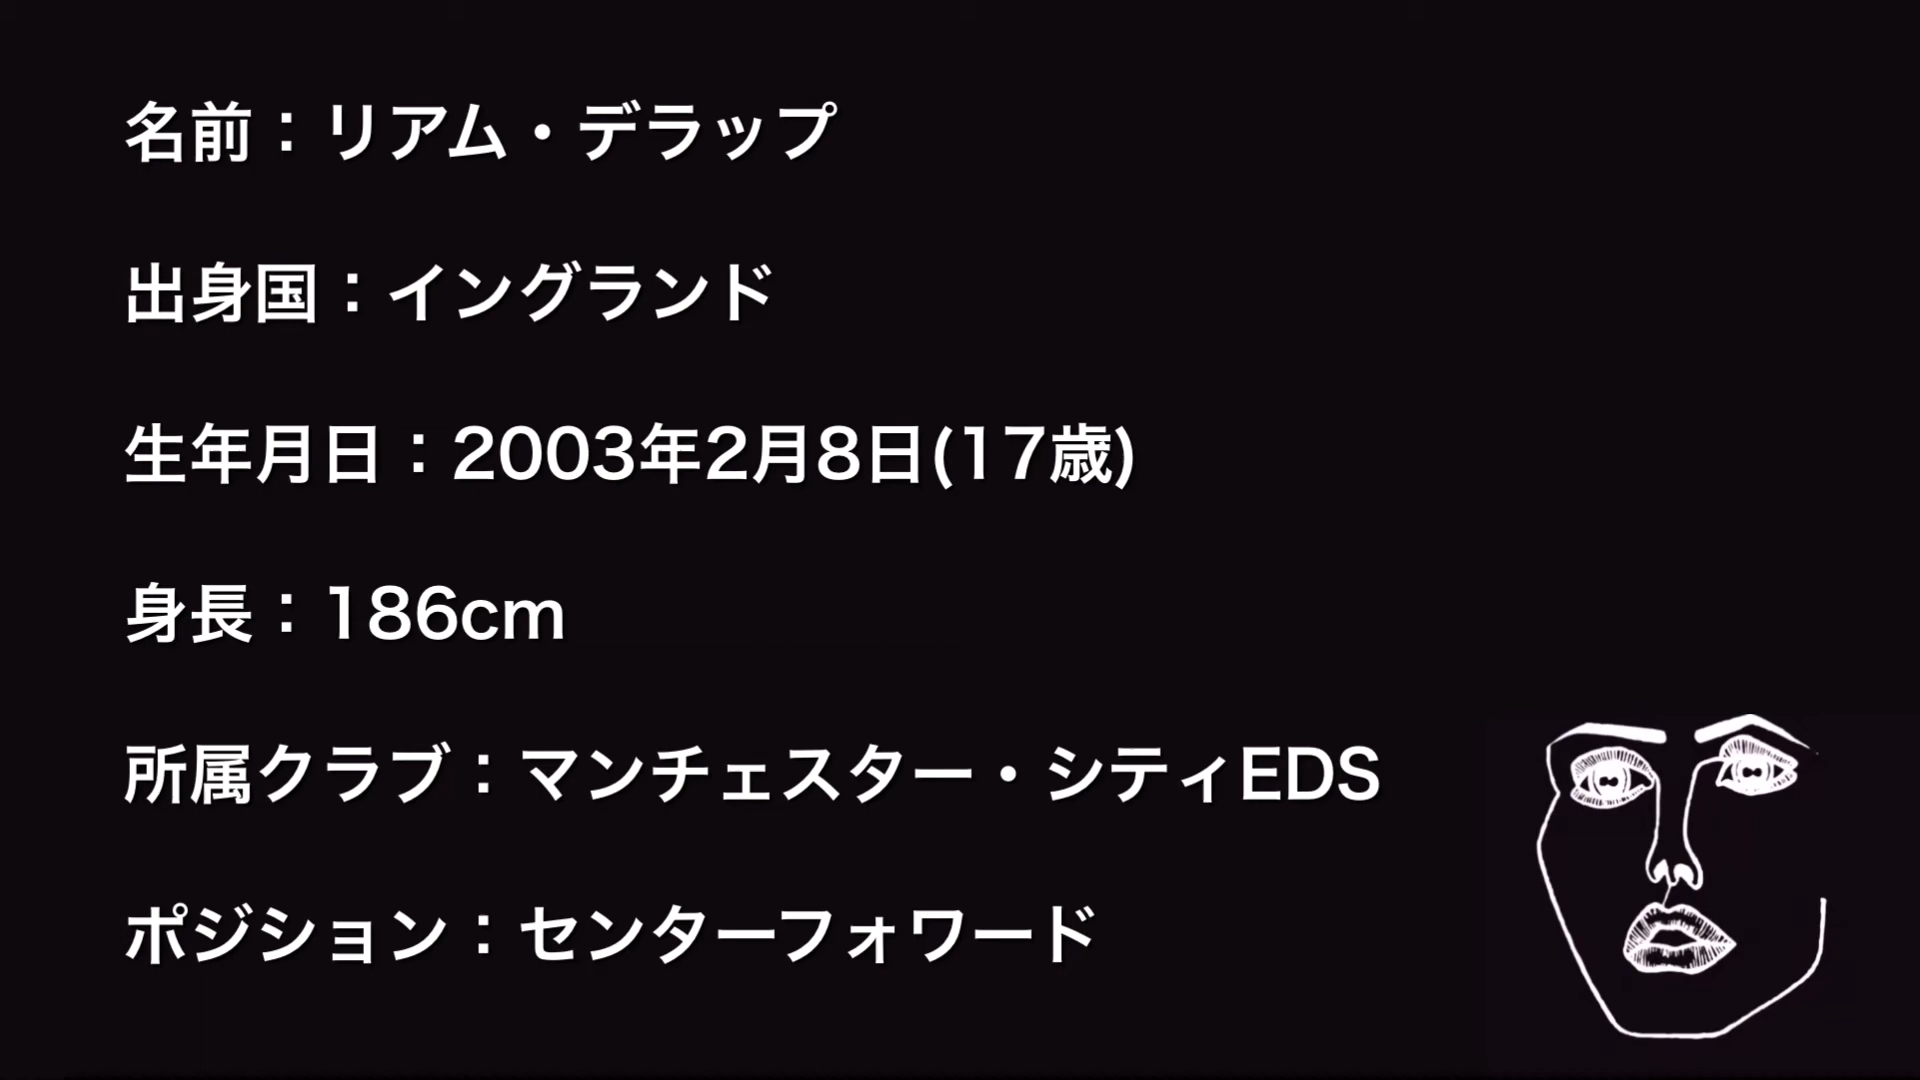 名前：リアム・デラップ
出身国：イングランド
生年月日：2003年2月8日(17歳)
身長：186cm
所属クラブ：マンチェスター・シティEDS
ポジション：センターフォワード